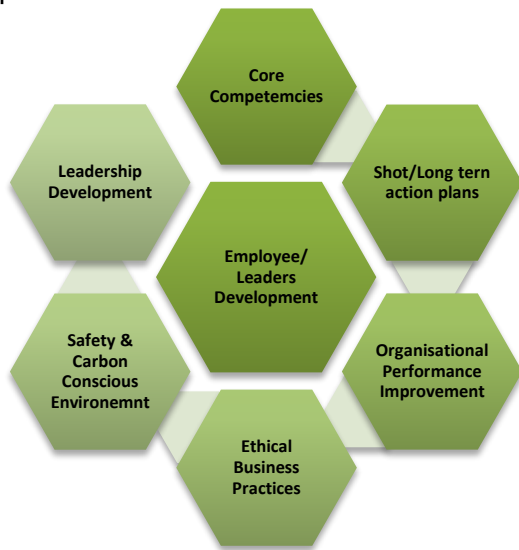 Core
Competemcies
Shot/Long tern
action plans
Organisational
Performance
Improvement
Ethical
Business
Practices
Safety &
Carbon
Conscious
Environemnt
Leadership
Development
Employee/
Leaders
Development